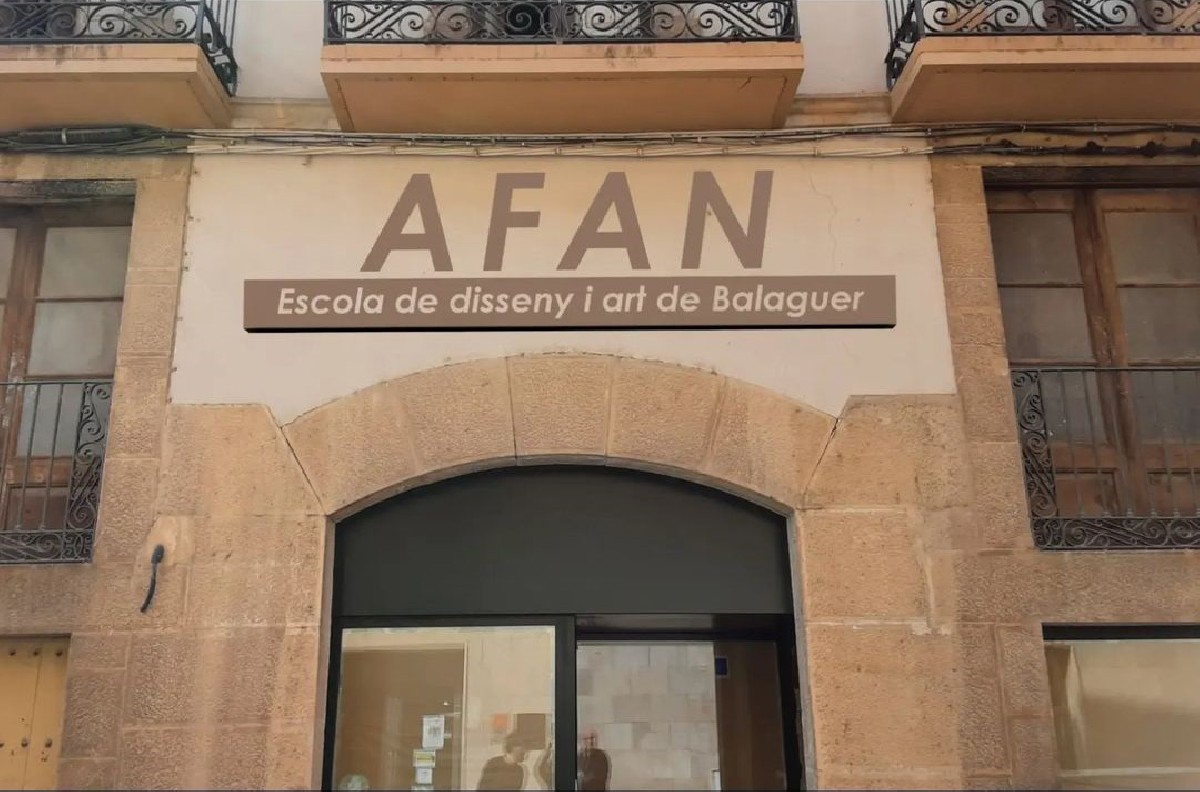 AFAN
Escola de disseny i art de Balaguer